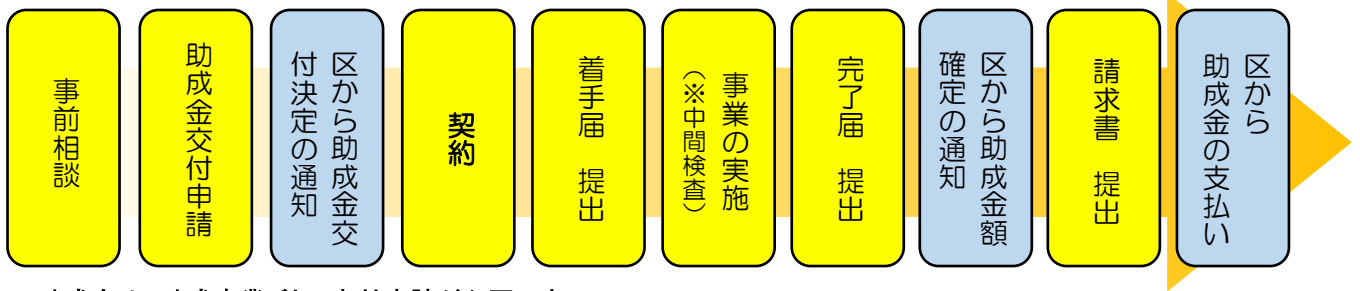 事前相談
助成金交付申請
区から助成金交
付決定の通知
契約
着手届 提出
事業の実施
(※中間検査)
完了届 提出
区から助成金額
確定の通知
請求書 提出
区から
助成金の支払い